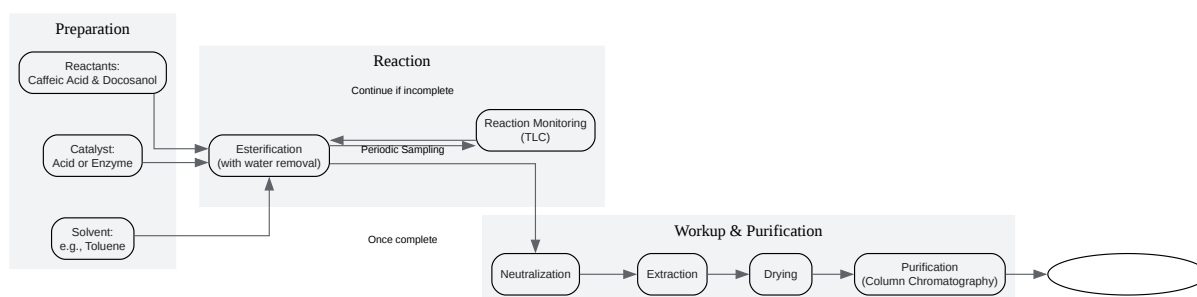 Preparation
Reactants:
Caffeic Acid & Docosanol
Catalyst:
Acid or Enzyme
Solvent:
e.g., Toluene
Reaction
Continue if incomplete
Reaction Monitoring
(TLC)
Esterification
(with water removal)
Periodic Sampling
Once complete
Workup & Purification
Neutralization
Extraction
Drying
Purification
(Column Chromatography)